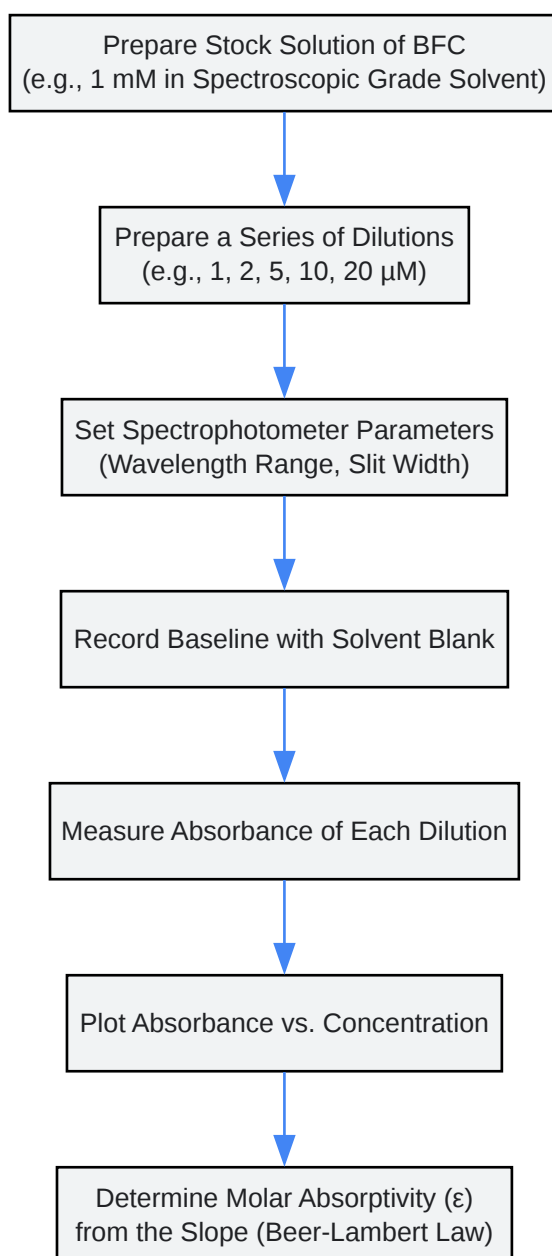 Prepare Stock Solution of BFC
(e.g., 1 mM in Spectroscopic Grade Solvent)
Prepare a Series of Dilutions
(e.g., 1, 2, 5, 10, 20 µM)
Set Spectrophotometer Parameters
(Wavelength Range, Slit Width)
Record Baseline with Solvent Blank
Measure Absorbance of Each Dilution
Plot Absorbance vs. Concentration
Determine Molar Absorptivity (ε)
from the Slope (Beer-Lambert Law)